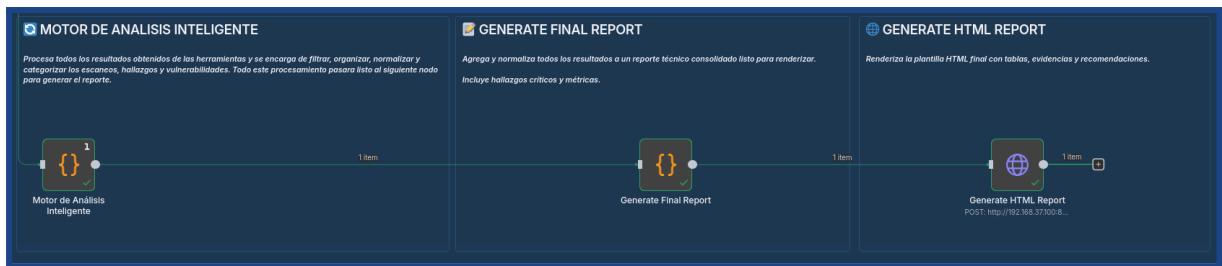 MOTOR DE ANALISIS INTELIGENTE
Procesa todos los resultados obtenidos de las herramientas y se encarga de filtrar, organizar, normalizar y
categorizar los escaneos, hallazgos y vulnerabilidades. Todo este procesamiento pasara listo al siguiente nodo
para generar el reporte.
GENERATE FINAL REPORT
Agrega y normaliza todos los resultados a un reporte técnico consolidado listo para renderizar.
Incluye hallazgos críticos y métricas.
GENERATE HTML REPORT
Renderiza la plantilla HTML final con tablas, evidencias y recomendaciones.
1
{}
Motor de Análisis
Inteligente
1 item
{}
Generate Final Report
1 item
Generate HTML Report
POST: http://192.168.37.100:8...
1 item
+